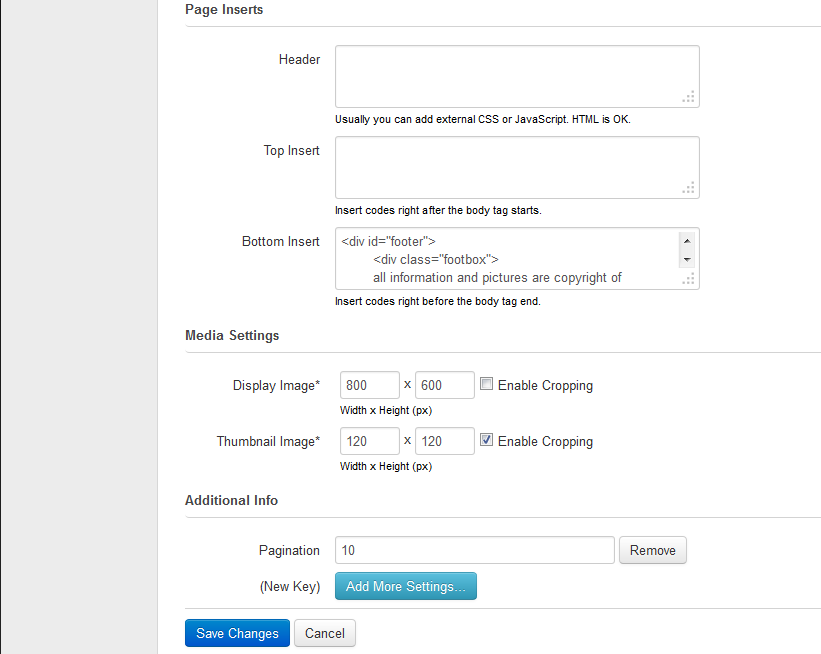 Page Inserts
Header
Usually you can add external CSS or JavaScript. HTML is OK.
Top Insert
Insert codes right after the body tag starts.
Bottom Insert
<div id="footer">
<div class="footbox">
all information and pictures are copyright of
Insert codes right before the body tag end.
Media Settings
Display Image* 800 x 600 Enable Cropping
Width x Height (px)
Thumbnail Image* 120 x 120 Enable Cropping
Width x Height (px)
Additional Info
Pagination 10 Remove
(New Key) Add More Settings...
Save Changes Cancel